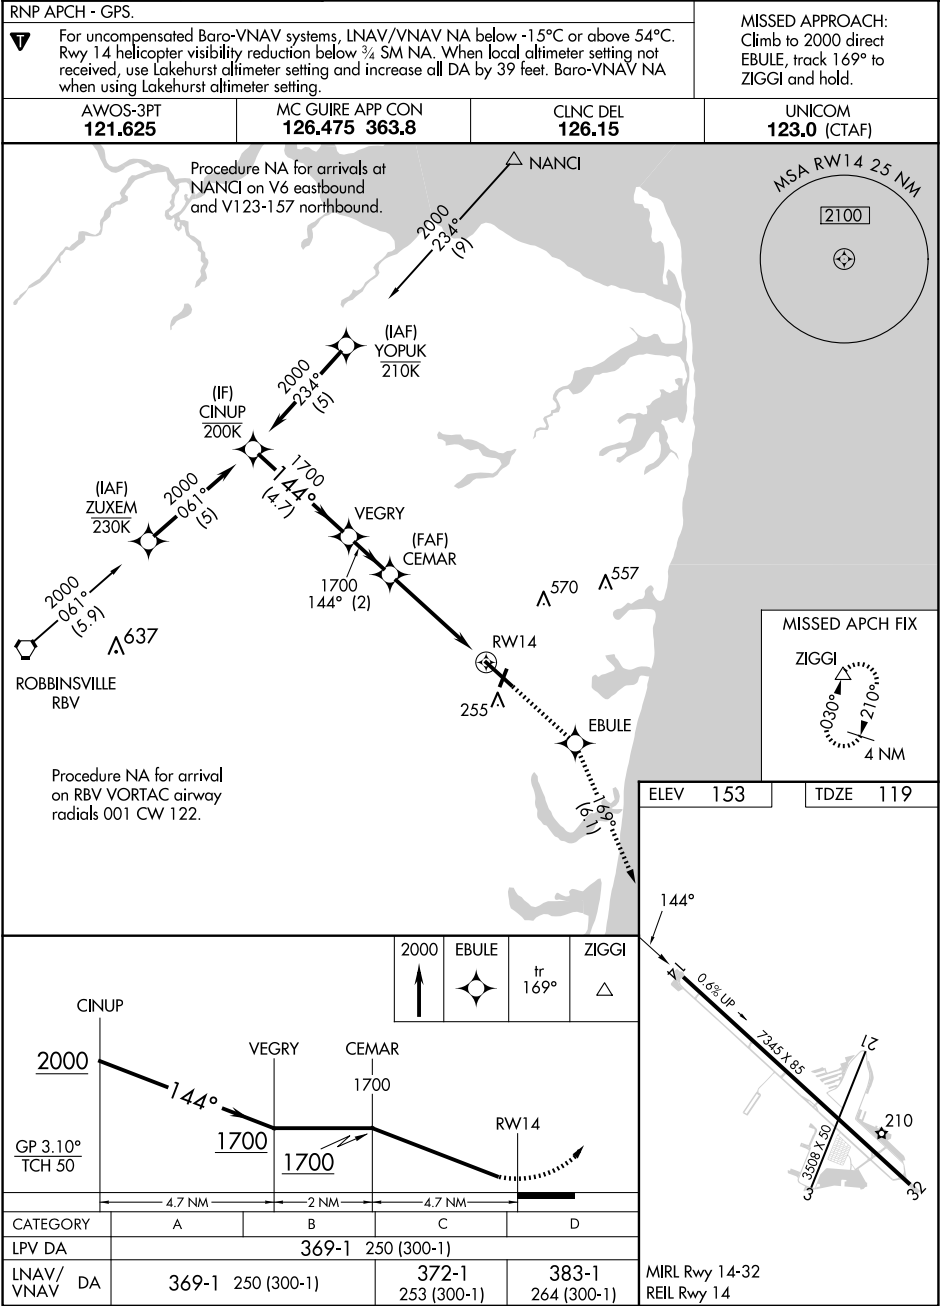 RNP APCH - GPS.
T
For uncompensated Baro-VNAV systems, LNAV/VNAV NA below -15°C or above 54°C.
Rwy 14 helicopter visibility reduction below ¾ SM NA. When local altimeter setting not
received, use Lakehurst altimeter setting and increase all DA by 39 feet. Baro-VNAV NA
when using Lakehurst altimeter setting.
MISSED APPROACH:
Climb to 2000 direct
EBULE, track 169° to
ZIGGI and hold.
AWOS-3PT
121.625
MC GUIRE APP CON
126.475 363.8
CLNC DEL
126.15
UNICOM
123.0 (CTAF)
Procedure NA for arrivals at
NANCI on V6 eastbound
and V123-157 northbound.
NANCI
2000
234°
(9)
MSA RW14 25 NM
2100
(IAF)
YOPUK
210K
2000
234°
(5)
(IF)
CINUP
200K
1700
144°
(4.7)
(IAF)
ZUXEM
230K
2000
061°
(5)
VEGRY
(FAF)
CEMAR
1700
144° (2)
570
557
2000
061°
(5.9)
637
ROBBINSVILLE
RBV
RW14
255
EBULE
169°
(6.1)
MISSED APCH FIX
ZIGGI
030°
210°
4 NM
Procedure NA for arrival
on RBV VORTAC airway
radials 001 CW 122.
ELEV 153
TDZE 119
144°
14
0.6% UP
7345 X 85
21
210
3508 X 50
3
32
MIRL Rwy 14-32
REIL Rwy 14
2000
EBULE
tr
169°
ZIGGI
CINUP
2000
144°
VEGRY
1700
CEMAR
1700
1700
RW14
GP 3.10°
TCH 50
4.7 NM
2 NM
4.7 NM
CATEGORY A B C D
LPV DA 369-1 250 (300-1)
LNAV/
VNAV DA
369-1 250 (300-1)
372-1
253 (300-1)
383-1
264 (300-1)